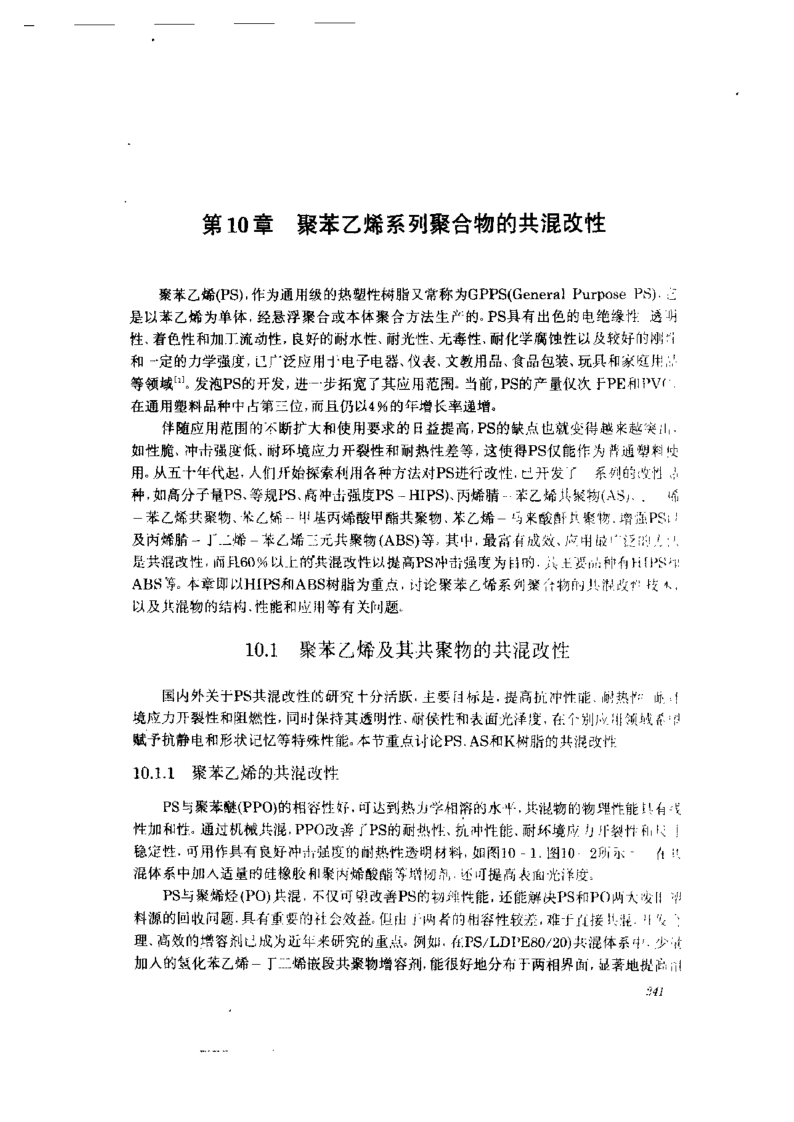 第10章 聚苯乙烯系列聚合物的共混改性
聚苯乙烯(PS),作为通用级的热塑性树脂又常称为GPPS(General Purpose PS).
是以苯乙烯为单体,经悬浮聚合或本体聚合方法生产的。PS具有出色的电绝缘性 透明
性、着色性和加工流动性,良好的耐水性、耐光性、无毒性、耐化学腐蚀性以及较好的刚性
和一定的力学强度,已广泛应用于电子电器、仪表、文教用品、食品包装、玩具和家庭用品
等领域[1]。发泡PS的开发,进一步拓宽了其应用范围。当前,PS的产量仅次于PE和PVC,
在通用塑料品种中占第三位,而且仍以4%的年增长率递增。
伴随应用范围的不断扩大和使用要求的日益提高,PS的缺点也就变得越来越突出.
如性脆、冲击强度低、耐环境应力开裂性和耐热性差等,这使得PS仅能作为普通塑料使
用。从五十年代起,人们开始探索利用各种方法对PS进行改性,已开发了 系列的改性
种,如高分子量PS、等规PS、高冲击强度PS-HIPS)、丙烯腈-苯乙烯共聚物(AS)、 烯
-苯乙烯共聚物、苯乙烯-甲基丙烯酸甲酯共聚物、苯乙烯-马来酸酐共聚物、增强PS以
及丙烯腈-丁二烯-苯乙烯三元共聚物(ABS)等。其中,最富有成效、应用最广泛的方法
是共混改性,而且60%以上的共混改性以提高PS冲击强度为目的,其主要品种有HIPS和
ABS等。本章即以HIPS和ABS树脂为重点,讨论聚苯乙烯系列聚合物的共混改性技术,
以及共混物的结构、性能和应用等有关问题。
10.1 聚苯乙烯及其共聚物的共混改性
国内外关于PS共混改性的研究十分活跃,主要目标是,提高抗冲性能、耐热性 耐
境应力开裂性和阻燃性,同时保持其透明性、耐侯性和表面光泽度,在个别应用领域希望
赋予抗静电和形状记忆等特殊性能。本节重点讨论PS、AS和K树脂的共混改性
10.1.1 聚苯乙烯的共混改性
PS与聚苯醚(PPO)的相容性好,可达到热力学相溶的水平,共混物的物理性能具有线
性加和性。通过机械共混,PPO改善了PS的耐热性、抗冲性能、耐环境应力开裂性和尺
稳定性,可用作具有良好冲击强度的耐热性透明材料,如图10-1,图10-2所示 在共
混体系中加入适量的硅橡胶和聚丙烯酸酯等增韧剂,还可提高表面光泽度。
PS与聚烯烃(PO)共混,不仅可望改善PS的物理性能,还能解决PS和PO两大废旧塑
料源的回收问题,具有重要的社会效益。但由于两者的相容性较差,难于直接共混,开发
理、高效的增容剂已成为近年来研究的重点。例如,在PS/LDPE80/20)共混体系中,少量
加入的氢化苯乙烯-丁二烯嵌段共聚物增容剂,能很好地分布于两相界面,显著地提高
341